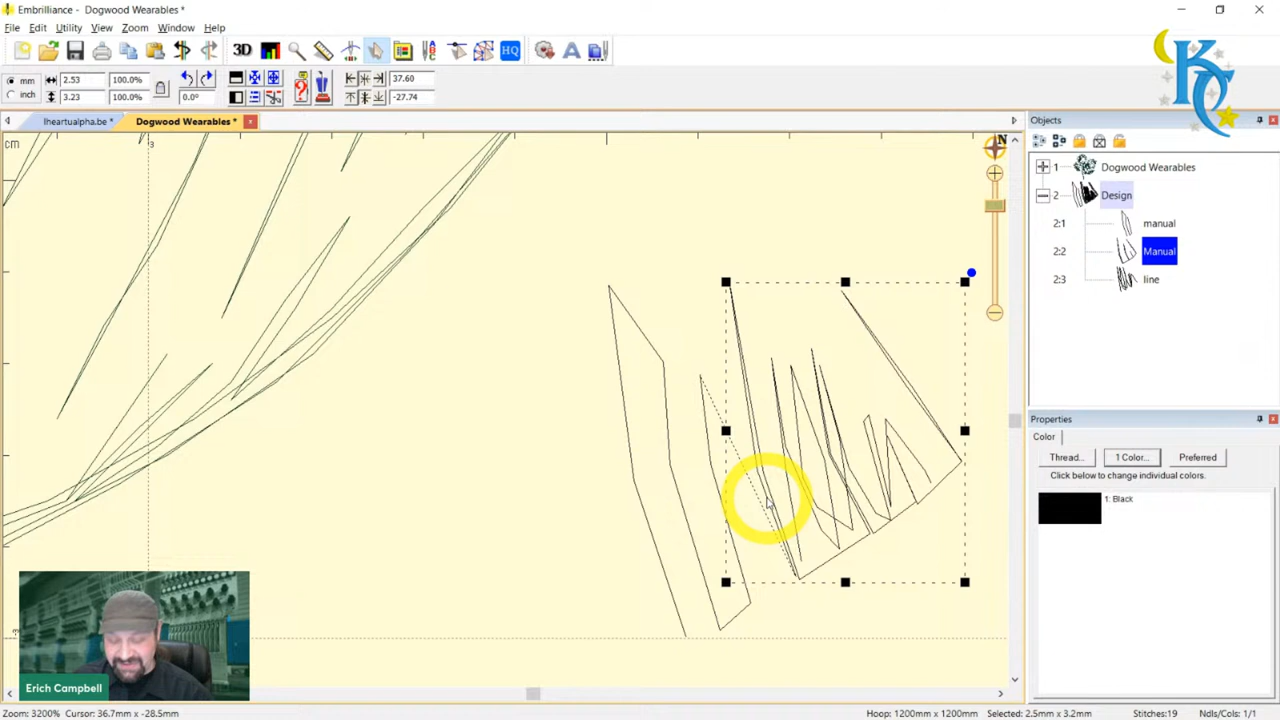 Embrilliance - Dogwood Wearables *
File Edit Utility View Zoom Window Help
3D HQ
mm 2.53 100.0% 37.60
inch 3.23 100.0% 0.0° -27.74
Iheartualpha.be * Dogwood Wearables *
cm 3
N
KC
Objects
1 Dogwood Wearables
2 Design
2:1 manual
2:2 Manual
2:3 line
Properties
Color
Thread... 1 Color... Preferred
Click below to change individual colors.
1: Black
Erich Campbell
Zoom: 3200% Cursor: 36.7mm x -28.5mm Hoop: 1200mm x 1200mm Selected: 2.5mm x 3.2mm Stitches:19 Ndls/Cols: 1/1